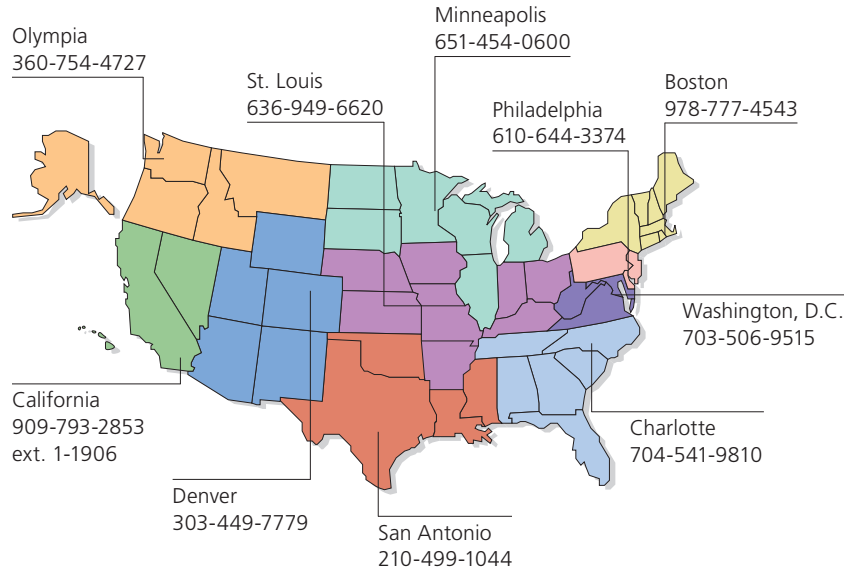 Minneapolis
651-454-0600
Olympia
360-754-4727
St. Louis
636-949-6620
Boston
978-777-4543
Philadelphia
610-644-3374
Washington, D.C.
703-506-9515
California
909-793-2853
ext. 1-1906
Charlotte
704-541-9810
Denver
303-449-7779
San Antonio
210-499-1044